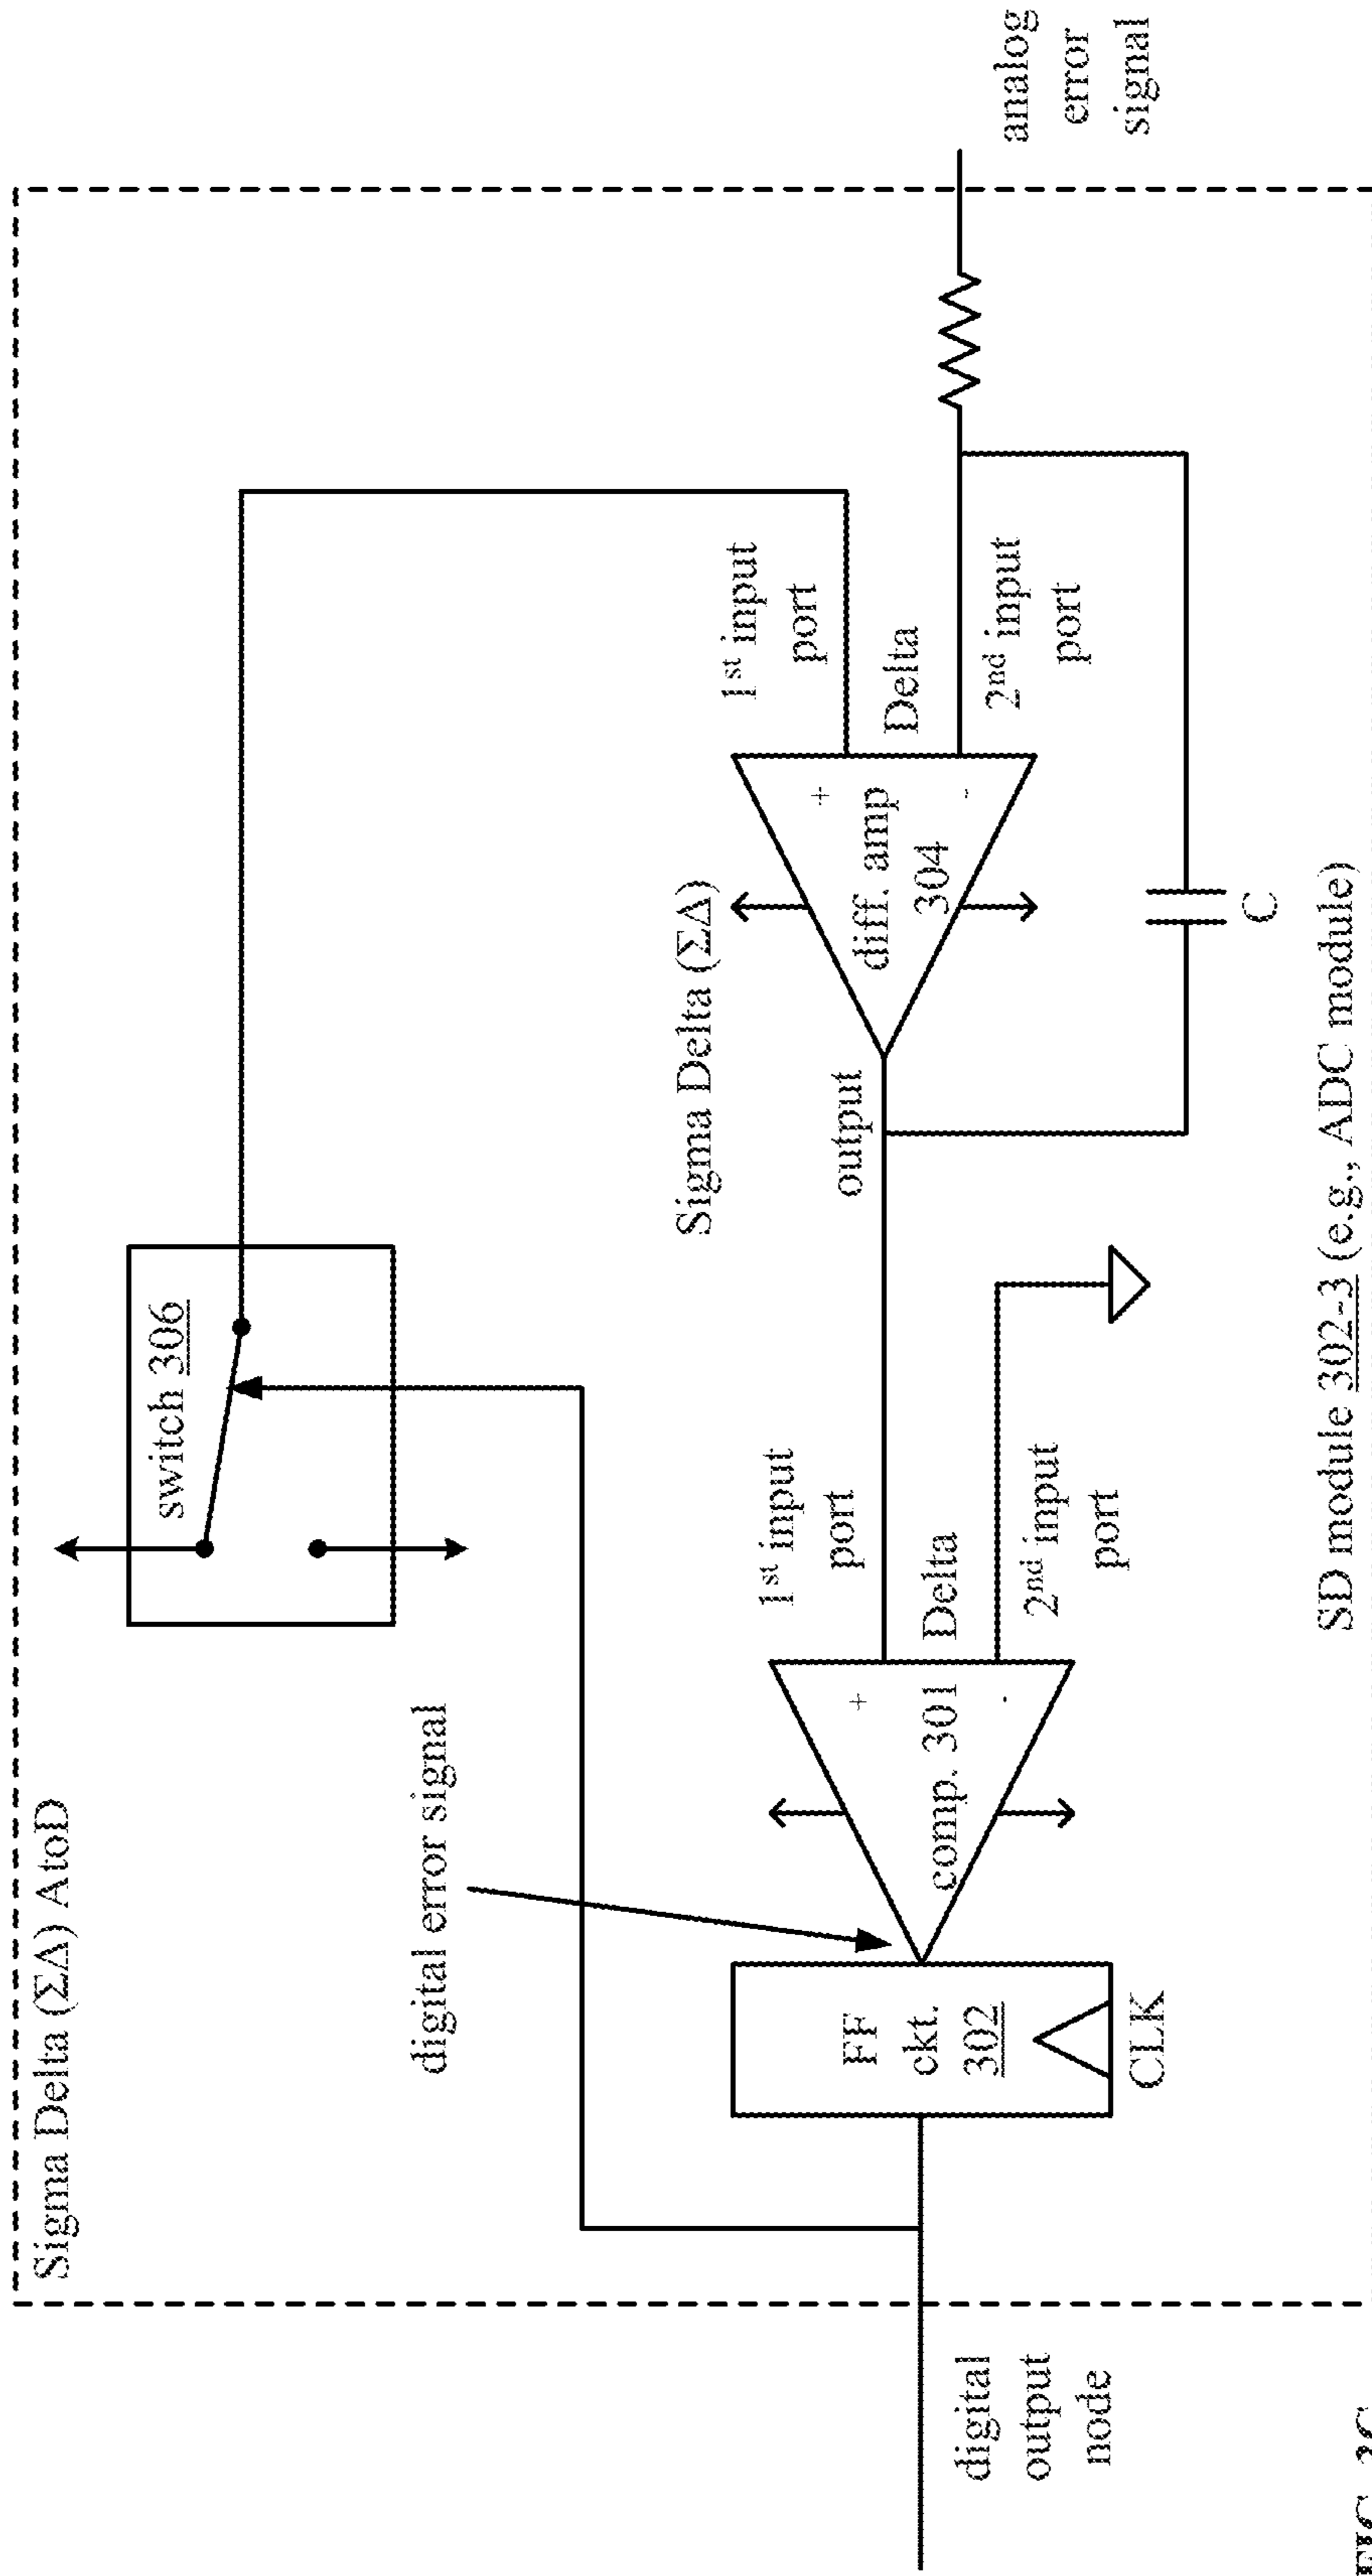 Sigma Delta (ΣΔ) AtoD
switch 306
digital error signal
Sigma Delta (ΣΔ)
1st input
port
Delta
2nd input
port
+
diff. amp
304
-
output
C
1st input
port
Delta
2nd input
port
+
comp. 301
-
FF
ckt.
302
CLK
digital
output
node
analog
error
signal
SD module 302-3 (e.g., ADC module)